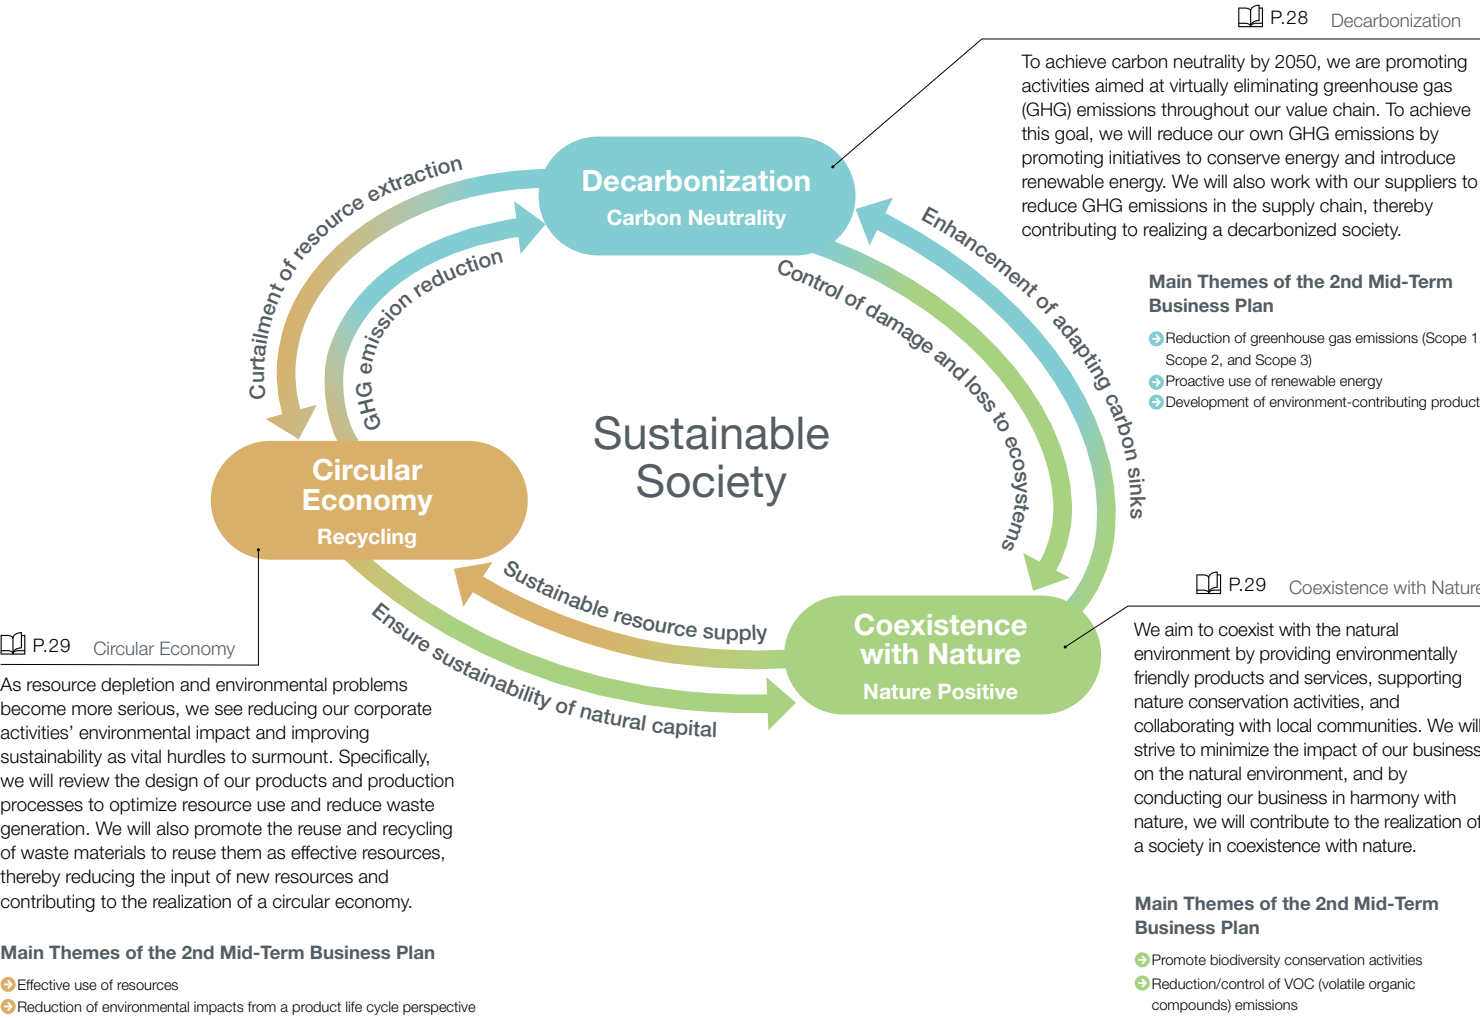 P.28 Decarbonization
To achieve carbon neutrality by 2050, we are promoting
activities aimed at virtually eliminating greenhouse gas
(GHG) emissions throughout our value chain. To achieve
this goal, we will reduce our own GHG emissions by
promoting initiatives to conserve energy and introduce
renewable energy. We will also work with our suppliers to
reduce GHG emissions in the supply chain, thereby
contributing to realizing a decarbonized society.
Main Themes of the 2nd Mid-Term
Business Plan
Reduction of greenhouse gas emissions (Scope 1,
Scope 2, and Scope 3)
Proactive use of renewable energy
Development of environment-contributing product
Decarbonization
Carbon Neutrality
Curtailment of resource extraction
GHG emission reduction
Enhancement of adapting carbon sinks
Control of damage and loss to ecosystems
Sustainable
Society
Circular
Economy
Recycling
Sustainable resource supply
Ensure sustainability of natural capital
Coexistence
with Nature
Nature Positive
P.29 Circular Economy
As resource depletion and environmental problems
become more serious, we see reducing our corporate
activities’ environmental impact and improving
sustainability as vital hurdles to surmount. Specifically,
we will review the design of our products and production
processes to optimize resource use and reduce waste
generation. We will also promote the reuse and recycling
of waste materials to reuse them as effective resources,
thereby reducing the input of new resources and
contributing to the realization of a circular economy.
Main Themes of the 2nd Mid-Term Business Plan
Effective use of resources
Reduction of environmental impacts from a product life cycle perspective
P.29 Coexistence with Nature
We aim to coexist with the natural
environment by providing environmentally
friendly products and services, supporting
nature conservation activities, and
collaborating with local communities. We will
strive to minimize the impact of our business
on the natural environment, and by
conducting our business in harmony with
nature, we will contribute to the realization of
a society in coexistence with nature.
Main Themes of the 2nd Mid-Term
Business Plan
Promote biodiversity conservation activities
Reduction/control of VOC (volatile organic
compounds) emissions